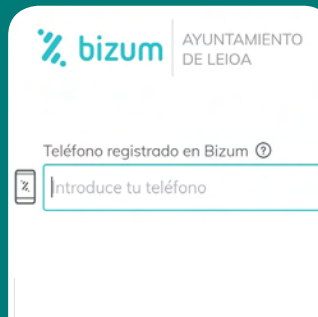 bizum
AYUNTAMIENTO
DE LEIOA
Teléfono registrado en Bizum ?
Introduce tu teléfono